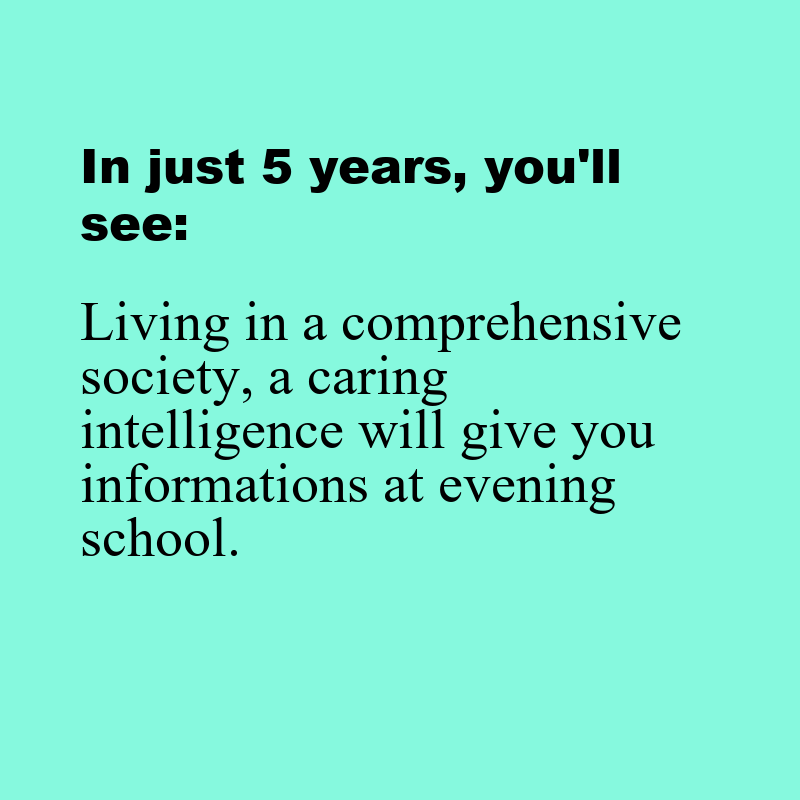 In just 5 years, you'll
see:
Living in a comprehensive
society, a caring
intelligence will give you
informations at evening
school.